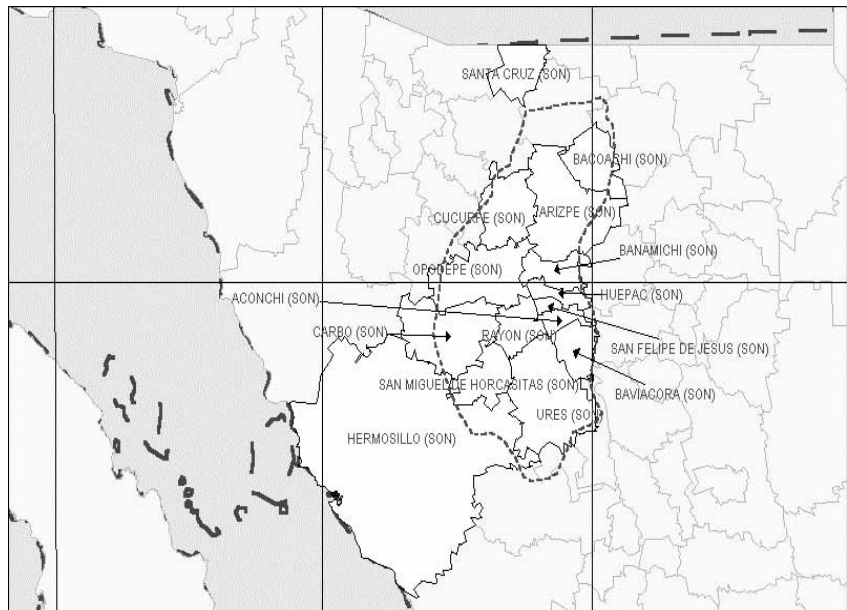 SANTA CRUZ (SON)
BACOACHI (SON)
CUCURPE (SON)
ARIZPE (SON)
BANAMICHI (SON)
OPODEPE (SON)
ACONCHI (SON)
HUEPAC (SON)
CARBO (SON)
RAYON (SON)
SAN FELIPE DE JESUS (SON)
SAN MIGUEL DE HORCASITAS (SON)
BAVIACORA (SON)
URES (SON)
HERMOSILLO (SON)